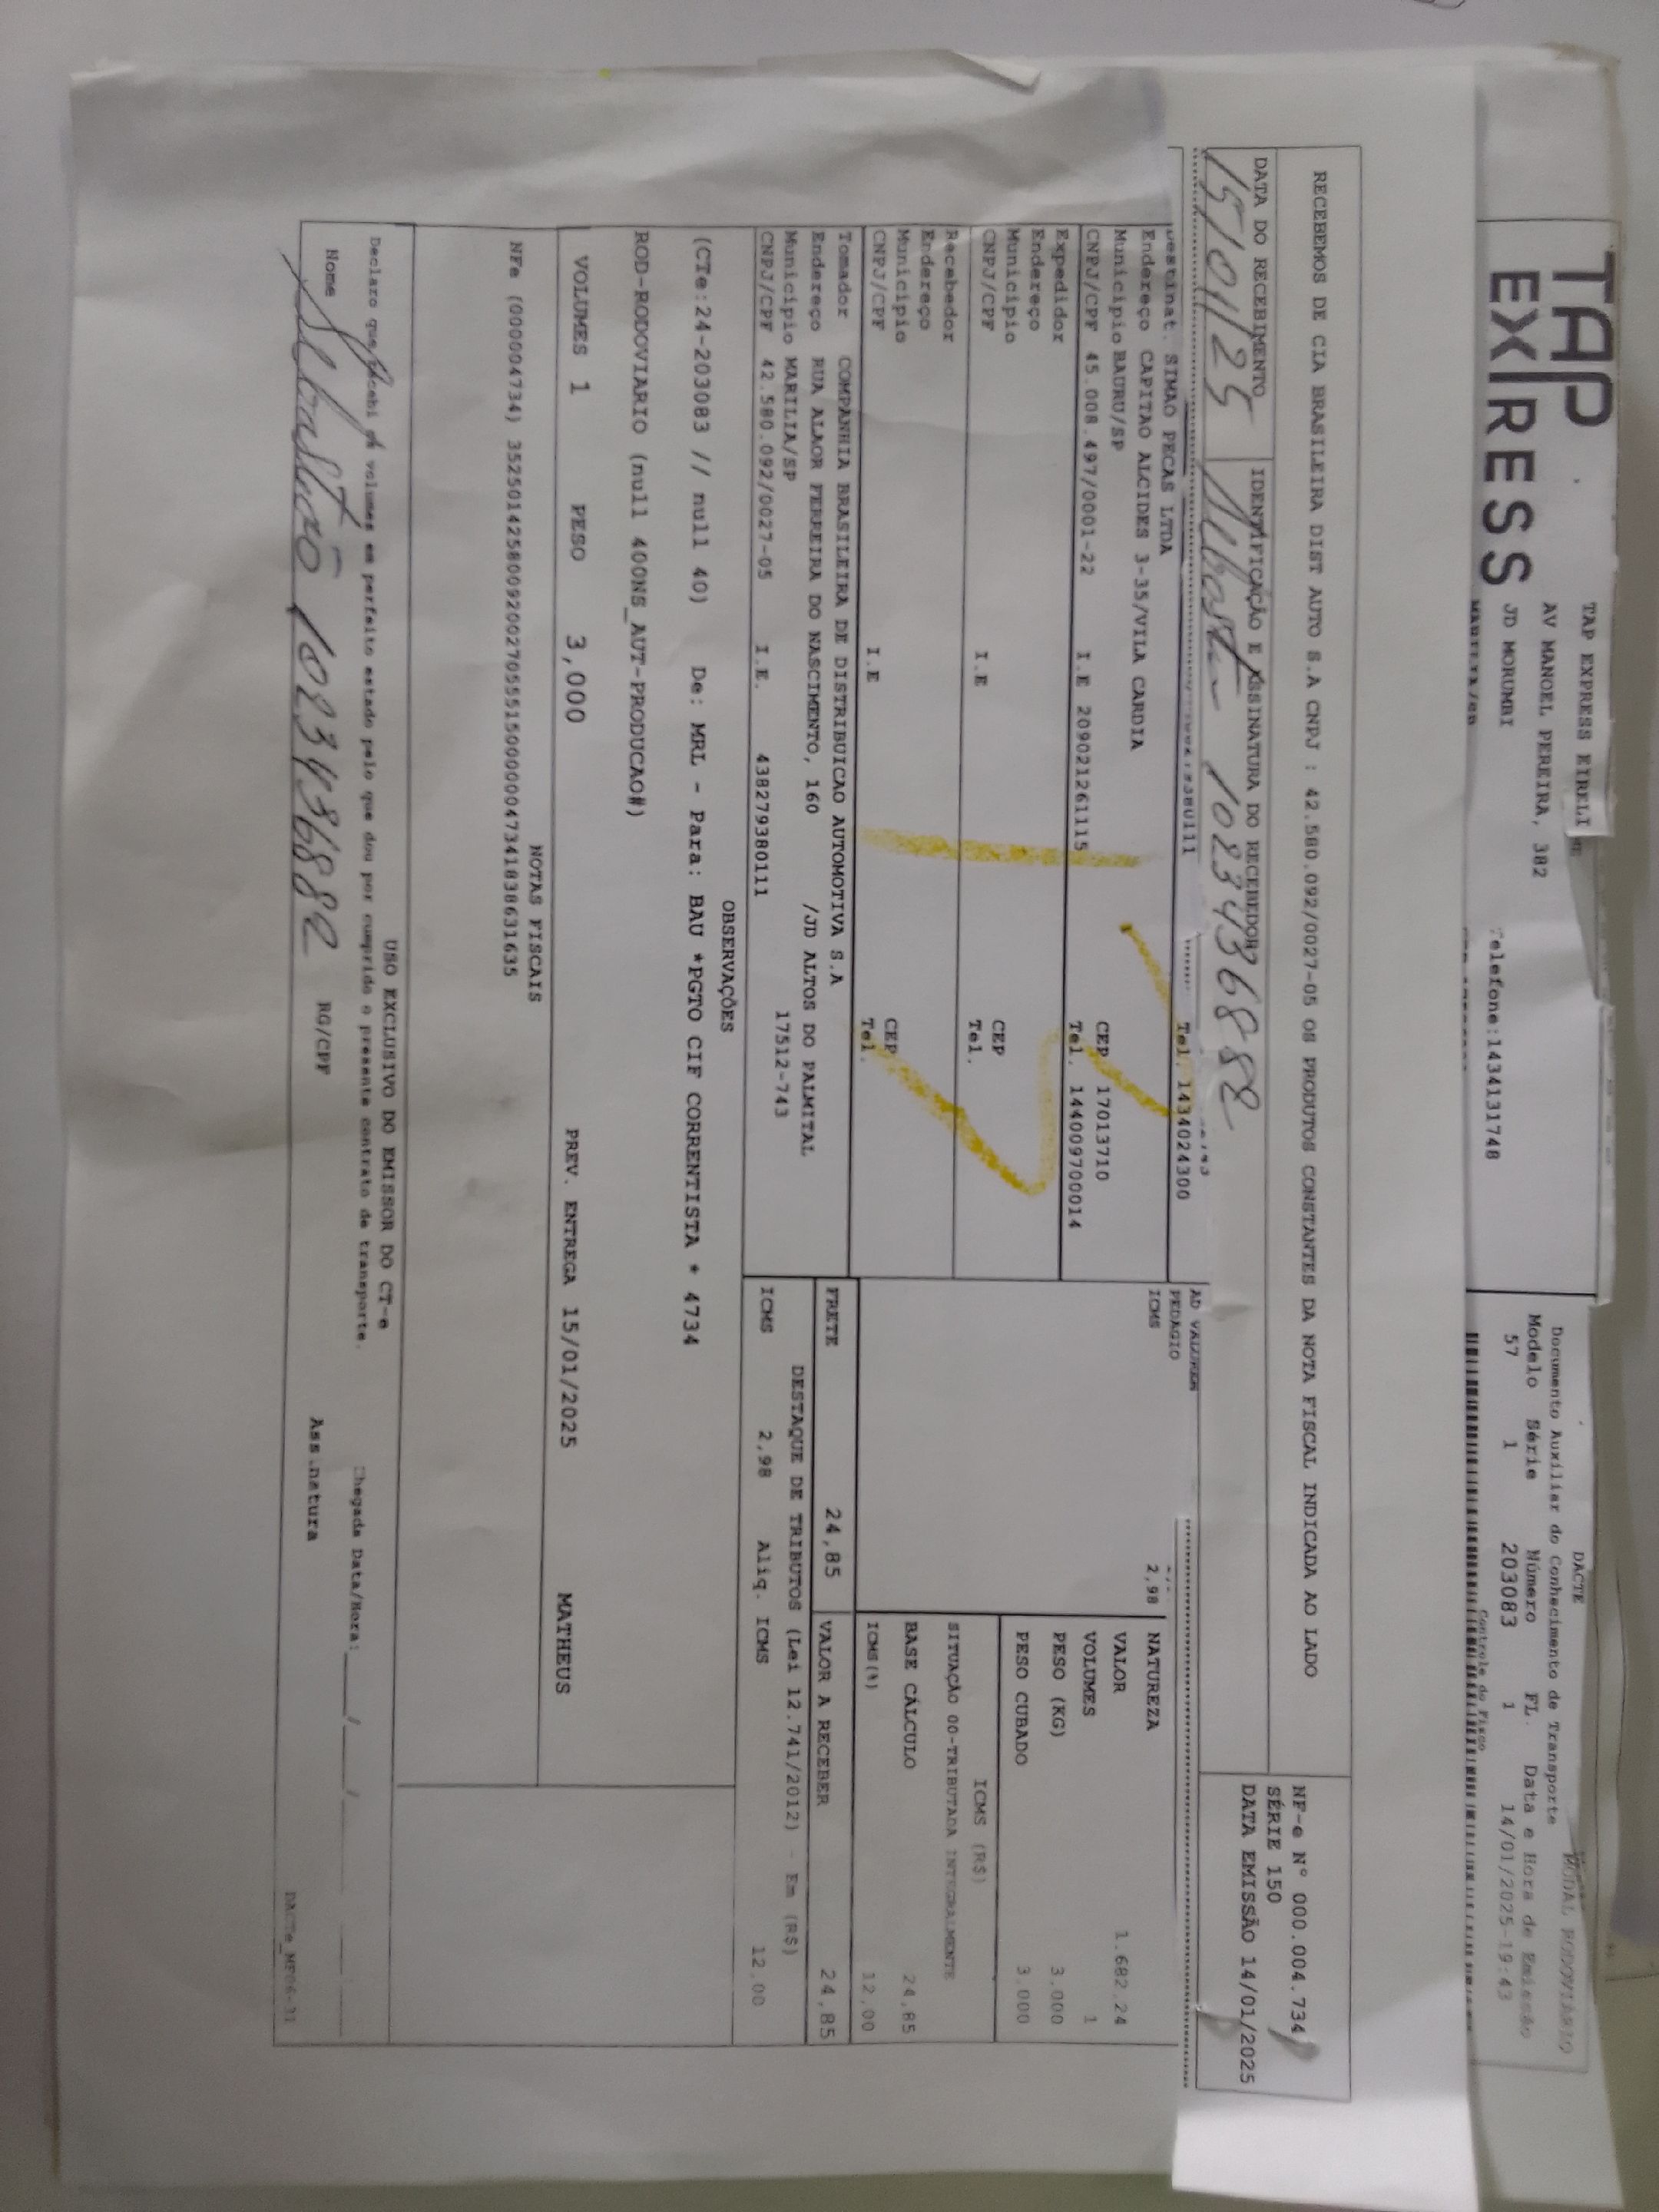 TAP
EXPRESS
TAP EXPRESS EIRELI
AV MANOEL PEREIRA, 382
JD MORUMBI
Telefone:1434131748
DACTE
Documento Auxiliar do Conhecimento de Transporte
MODAL RODOVIÁRIO
Modelo Série Número FL. Data e Hora de Emissão
57 1 203083 1 14/01/2025-19:43
Controle do Fisco
RECEBEMOS DE CIA BRASILEIRA DIST AUTO S.A CNPJ : 42.580.092/0027-05 OS PRODUTOS CONSTANTES DA NOTA FISCAL INDICADA AO LADO
NF-e Nº 000.004.734
SÉRIE 150
DATA EMISSÃO 14/01/2025
DATA DO RECEBIMENTO
IDENTIFICAÇÃO E ASSINATURA DO RECEBEDOR
15/01/25
Tel. 1434024300
AD VALOREM
PEDAGIO
ICMS 2,98
Destinat. SIMAO PECAS LTDA
Endereço CAPITAO ALCIDES 3-35/VILA CARDIA
Município BAURU/SP CEP 17013710
CNPJ/CPF 45.008.497/0001-22 I.E 209021261115 Tel. 144009700014
Expedidor
Endereço
Município CEP
CNPJ/CPF I.E Tel.
Recebedor
Endereço
Município CEP
CNPJ/CPF I.E Tel.
NATUREZA
VALOR 1.682,24
VOLUMES 1
PESO (KG) 3.000
PESO CUBADO 3.000
ICMS (R$)
SITUAÇÃO 00-TRIBUTADA INTEGRALMENTE
BASE CÁLCULO 24,85
ICMS(%) 12,00
Tomador COMPANHIA BRASILEIRA DE DISTRIBUICAO AUTOMOTIVA S.A
Endereço RUA ALAOR FERREIRA DO NASCIMENTO, 160 /JD ALTOS DO PALMITAL
Município MARILIA/SP 17512-743
CNPJ/CPF 42.580.092/0027-05 I.E. 438279380111
FRETE 24,85 VALOR A RECEBER 24,85
DESTAQUE DE TRIBUTOS (Lei 12.741/2012) - Em (R$)
ICMS 2,98 Aliq. ICMS 12.00
OBSERVAÇÕES
(CTe:24-203083 // null 40) De: MRL - Para: BAU *PGTO CIF CORRENTISTA * 4734
ROD-RODOVIARIO (null 400NS_AUT-PRODUCAO#)
VOLUMES 1 PESO 3,000 PREV. ENTREGA 15/01/2025 MATHEUS
NOTAS FISCAIS
NFe (000004734) 35250142580092002705515000000473418386316​35
USO EXCLUSIVO DO EMISSOR DO CT-e
Declaro que recebi os volumes em perfeito estado pelo que dou por cumprido o presente contrato de transporte.
Chegada Data/Hora:____/____/
Nome Sebastião RG/CPF Assinatura
DACTe_MF06-31